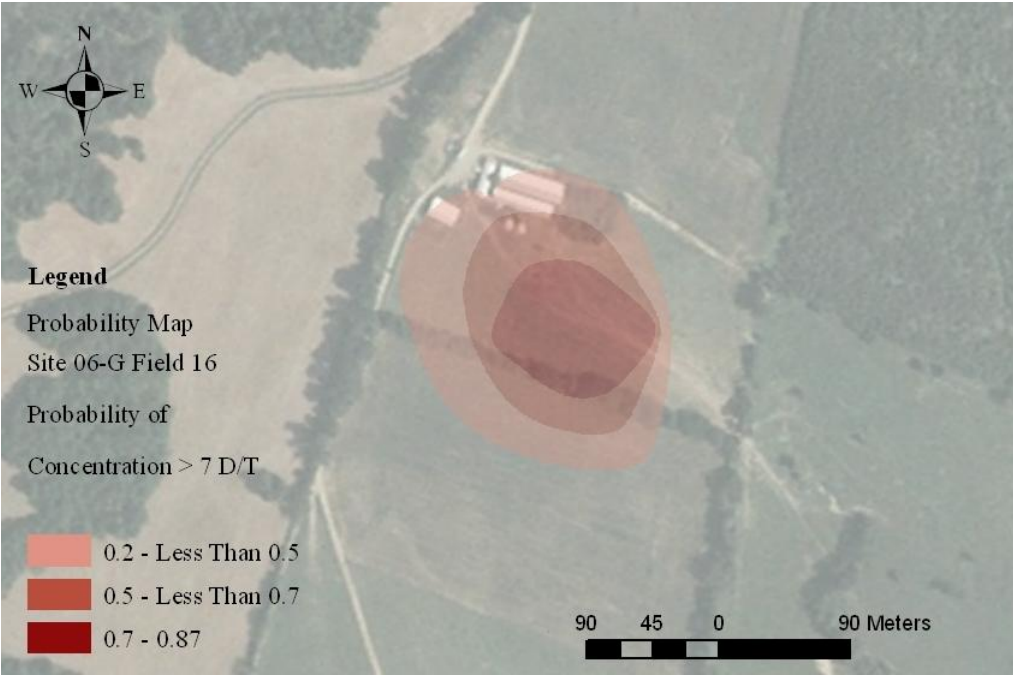 N
W E
S
Legend
Probability Map
Site 06-G Field 16
Probability of
Concentration > 7 D/T
0.2 - Less Than 0.5
0.5 - Less Than 0.7
0.7 - 0.87
90 45 0 90 Meters